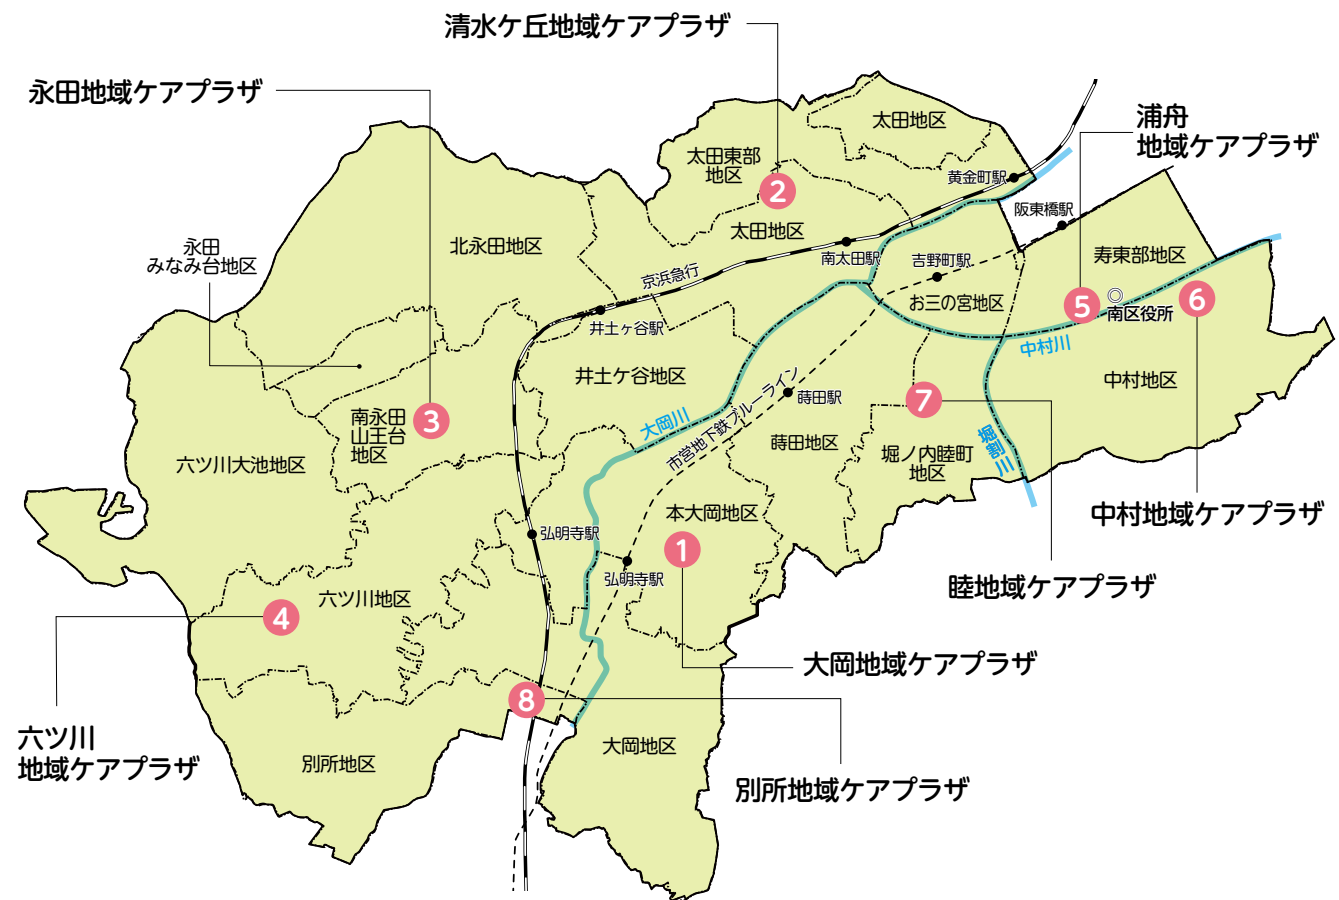 清水ケ丘地域ケアプラザ
永田地域ケアプラザ
浦舟
地域ケアプラザ
太田地区
太田東部
地区
2
黄金町駅
阪東橋駅
太田地区
永田
みなみ台地区
北永田地区
南太田駅
吉野町駅
寿東部地区
京浜急行
お三の宮地区
5
南区役所
6
井土ヶ谷駅
中村川
井土ケ谷地区
中村地区
市営地下鉄ブルーライン
蒔田駅
7
南永田
山王台
地区
3
大岡川
蒔田地区
堀ノ内睦町
地区
堀割川
六ツ川大池地区
本大岡地区
中村地域ケアプラザ
弘明寺駅
1
弘明寺駅
睦地域ケアプラザ
六ツ川地区
4
大岡地域ケアプラザ
8
六ツ川
地域ケアプラザ
別所地区
大岡地区
別所地域ケアプラザ